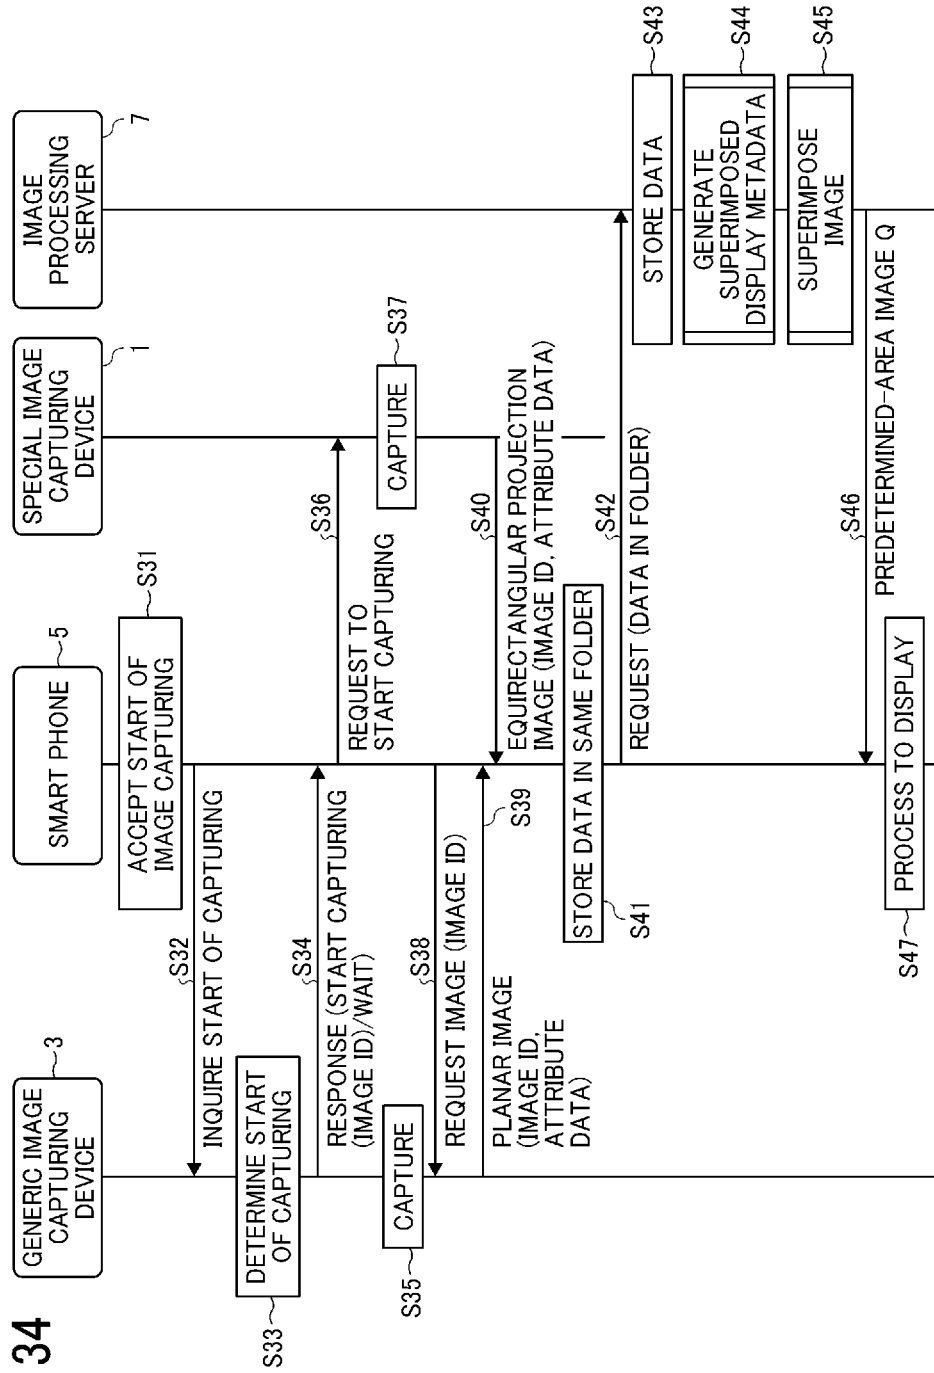 34
GENERIC IMAGE
CAPTURING
DEVICE
3
SMART PHONE
5
SPECIAL IMAGE
CAPTURING
DEVICE
1
IMAGE
PROCESSING
SERVER
7
ACCEPT START OF
IMAGE CAPTURING
S31
S32
INQUIRE START OF CAPTURING
DETERMINE START
OF CAPTURING
S33
S34
RESPONSE (START CAPTURING
(IMAGE ID)/WAIT)
S36
REQUEST TO
START CAPTURING
CAPTURE
S35
CAPTURE
S37
S38
REQUEST IMAGE (IMAGE ID)
S39
PLANAR IMAGE
(IMAGE ID,
ATTRIBUTE
DATA)
S40
EQUIRECTANGULAR PROJECTION
IMAGE (IMAGE ID, ATTRIBUTE DATA)
STORE DATA IN SAME FOLDER
S41
S42
REQUEST (DATA IN FOLDER)
STORE DATA
S43
GENERATE
SUPERIMPOSED
DISPLAY METADATA
S44
SUPERIMPOSE
IMAGE
S45
S46
PREDETERMINED-AREA IMAGE Q
PROCESS TO DISPLAY
S47